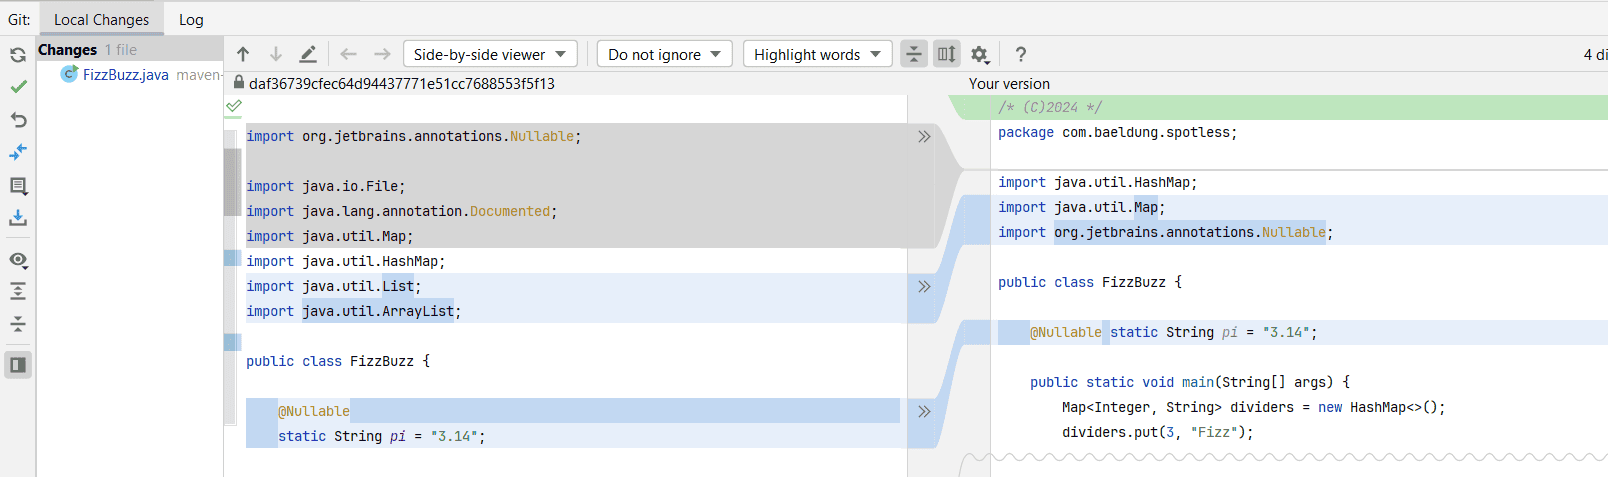 Git: Local Changes Log
Changes 1 file
FizzBuzz.java maven-
Side-by-side viewer Do not ignore Highlight words ? 4 di
daf36739cfec64d94437771e51cc7688553f5f13
import org.jetbrains.annotations.Nullable;
import java.io.File;
import java.lang.annotation.Documented;
import java.util.Map;
import java.util.HashMap;
import java.util.List;
import java.util.ArrayList;
public class FizzBuzz {
@Nullable
static String pi = "3.14";
Your version
/* (C)2024 */
package com.baeldung.spotless;
import java.util.HashMap;
import java.util.Map;
import org.jetbrains.annotations.Nullable;
public class FizzBuzz {
@Nullable static String pi = "3.14";
public static void main(String[] args) {
Map<Integer, String> dividers = new HashMap<>();
dividers.put(3, "Fizz");